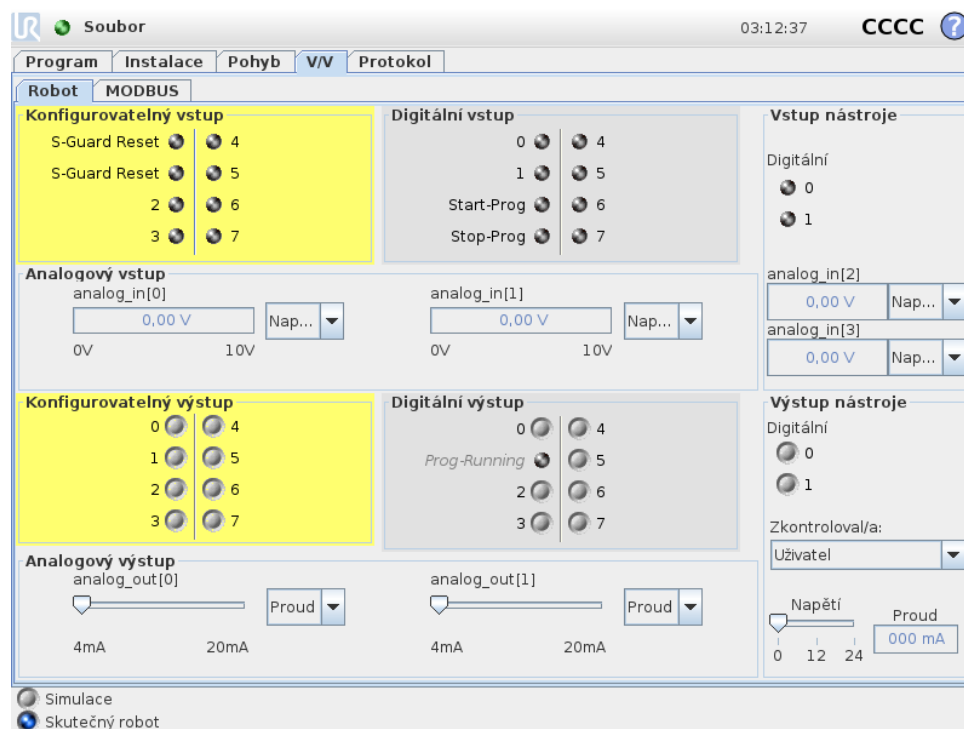 UR Soubor 03:12:37 CCCC ?
Program Instalace Pohyb V/V Protokol
Robot MODBUS
Konfigurovatelný vstup
S-Guard Reset 4
S-Guard Reset 5
2 6
3 7
Digitální vstup
0 4
1 5
Start-Prog 6
Stop-Prog 7
Vstup nástroje
Digitální
0
1
Analogový vstup
analog_in[0]
0,00 V Nap...
0V 10V
analog_in[1]
0,00 V Nap...
0V 10V
analog_in[2]
0,00 V Nap...
analog_in[3]
0,00 V Nap...
Konfigurovatelný výstup
0 4
1 5
2 6
3 7
Digitální výstup
0 4
Prog-Running 5
2 6
3 7
Výstup nástroje
Digitální
0
1
Zkontroloval/a:
Uživatel
Analogový výstup
analog_out[0]
Proud
4mA 20mA
analog_out[1]
Proud
4mA 20mA
Napětí
0 12 24
Proud
000 mA
Simulace
Skutečný robot